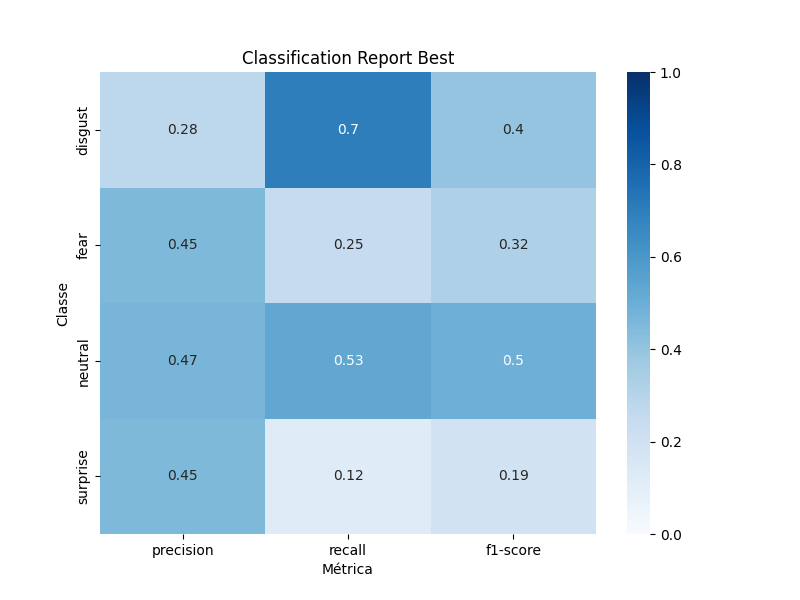 Classification Report Best
Classe
disgust 0.28 0.7 0.4
fear 0.45 0.25 0.32
neutral 0.47 0.53 0.5
surprise 0.45 0.12 0.19
precision recall f1-score
Métrica
1.0
0.8
0.6
0.4
0.2
0.0